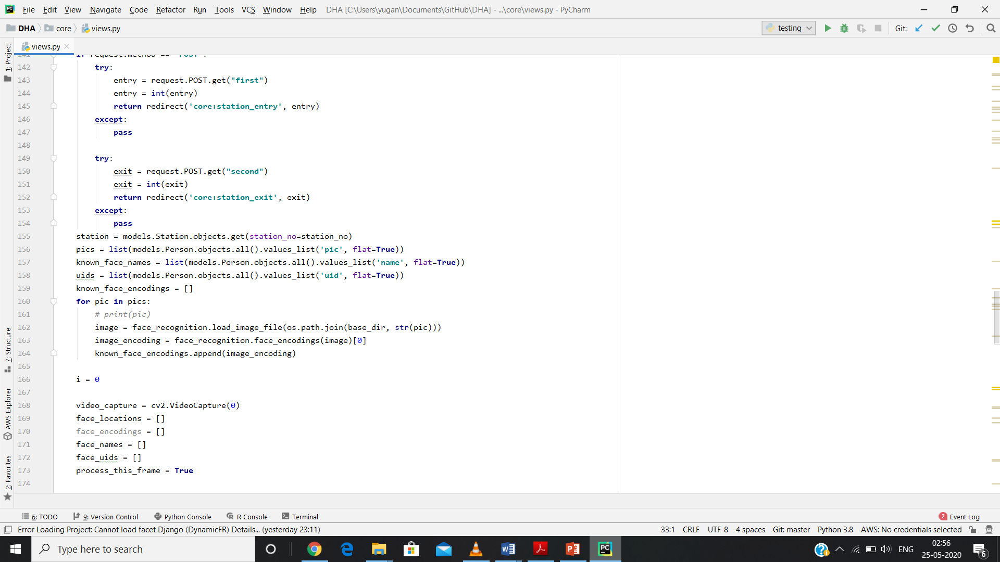 File Edit View Navigate Code Refactor Run Tools VCS Window Help DHA [C:\Users\yugan\Documents\GitHub\DHA] - ...\core\views.py - PyCharm
DHA core views.py testing Git:
1: Project
views.py
141 if request.method == 'POST':
142 try:
143 entry = request.POST.get("first")
144 entry = int(entry)
145 return redirect('core:station_entry', entry)
146 except:
147 pass
148
149 try:
150 exit = request.POST.get("second")
151 exit = int(exit)
152 return redirect('core:station_exit', exit)
153 except:
154 pass
155 station = models.Station.objects.get(station_no=station_no)
156 pics = list(models.Person.objects.all().values_list('pic', flat=True))
157 known_face_names = list(models.Person.objects.all().values_list('name', flat=True))
158 uids = list(models.Person.objects.all().values_list('uid', flat=True))
159 known_face_encodings = []
160 for pic in pics:
161 # print(pic)
162 image = face_recognition.load_image_file(os.path.join(base_dir, str(pic)))
163 image_encoding = face_recognition.face_encodings(image)[0]
164 known_face_encodings.append(image_encoding)
165
166 i = 0
167
168 video_capture = cv2.VideoCapture(0)
169 face_locations = []
170 face_encodings = []
171 face_names = []
172 face_uids = []
173 process_this_frame = True
174
7: Structure
AWS Explorer
2: Favorites
6: TODO 9: Version Control Python Console R Console Terminal 2 Event Log
Error Loading Project: Cannot load facet Django (DynamicFR) Details... (yesterday 23:11) 33:1 CRLF UTF-8 4 spaces Git: master Python 3.8 AWS: No credentials selected
Type here to search ENG 02:56
25-05-2020 6